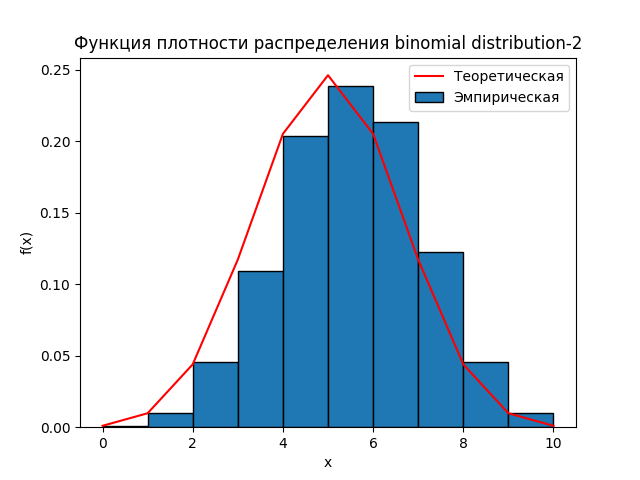 Функция плотности распределения binomial distribution-2
Теоретическая
Эмпирическая
0.25
0.20
0.15
0.10
0.05
0.00
f(x)
0 2 4 6 8 10
x